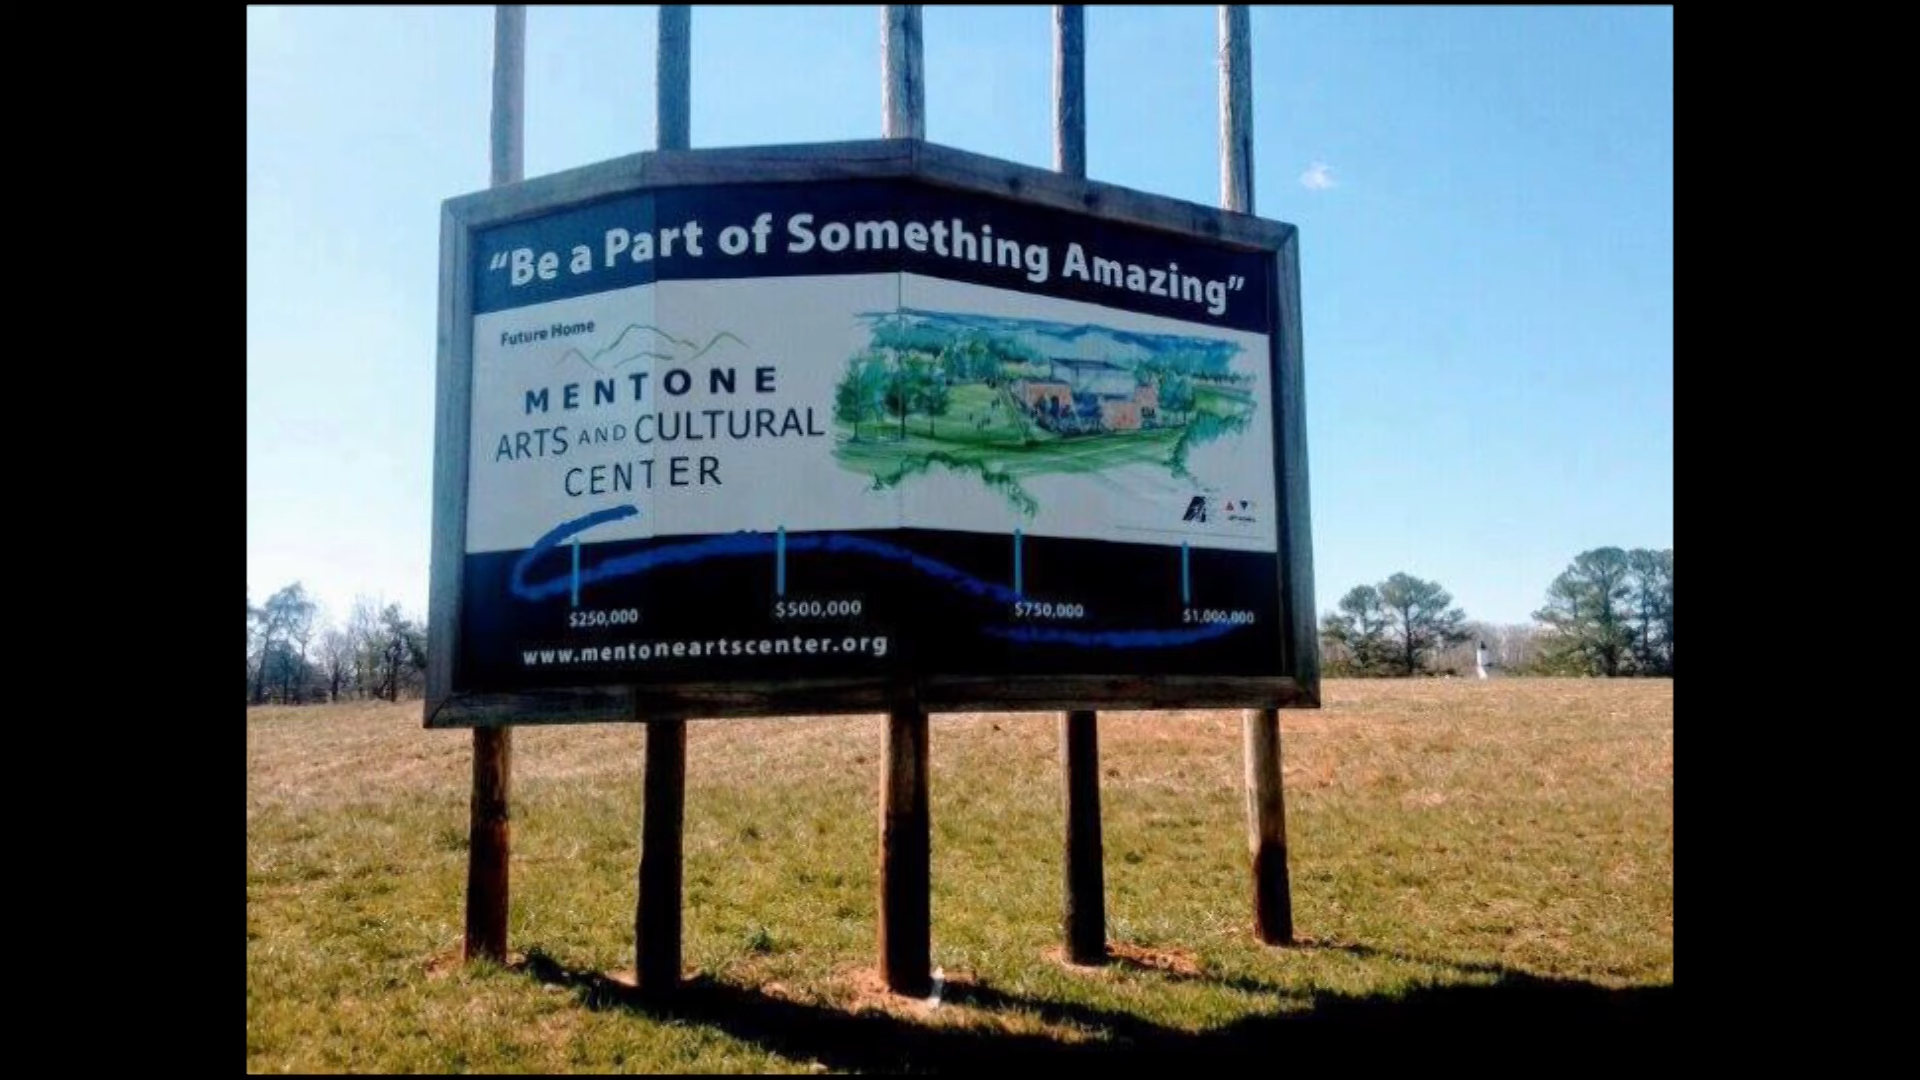 “Be a Part of Something Amazing”
Future Home
MENTONE
ARTS AND CULTURAL
CENTER
$250,000
$500,000
$750,000
$1,000,000
www.mentoneartscenter.org